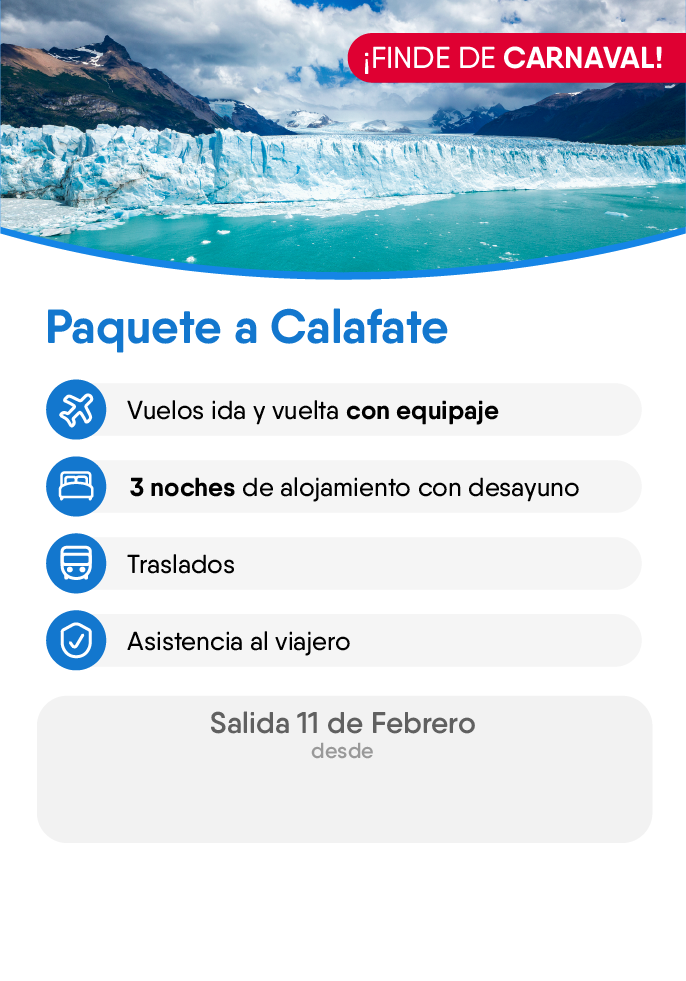 ¡FINDE DE CARNAVAL!
Paquete a Calafate
Vuelos ida y vuelta con equipaje
3 noches de alojamiento con desayuno
Traslados
Asistencia al viajero
Salida 11 de Febrero
desde